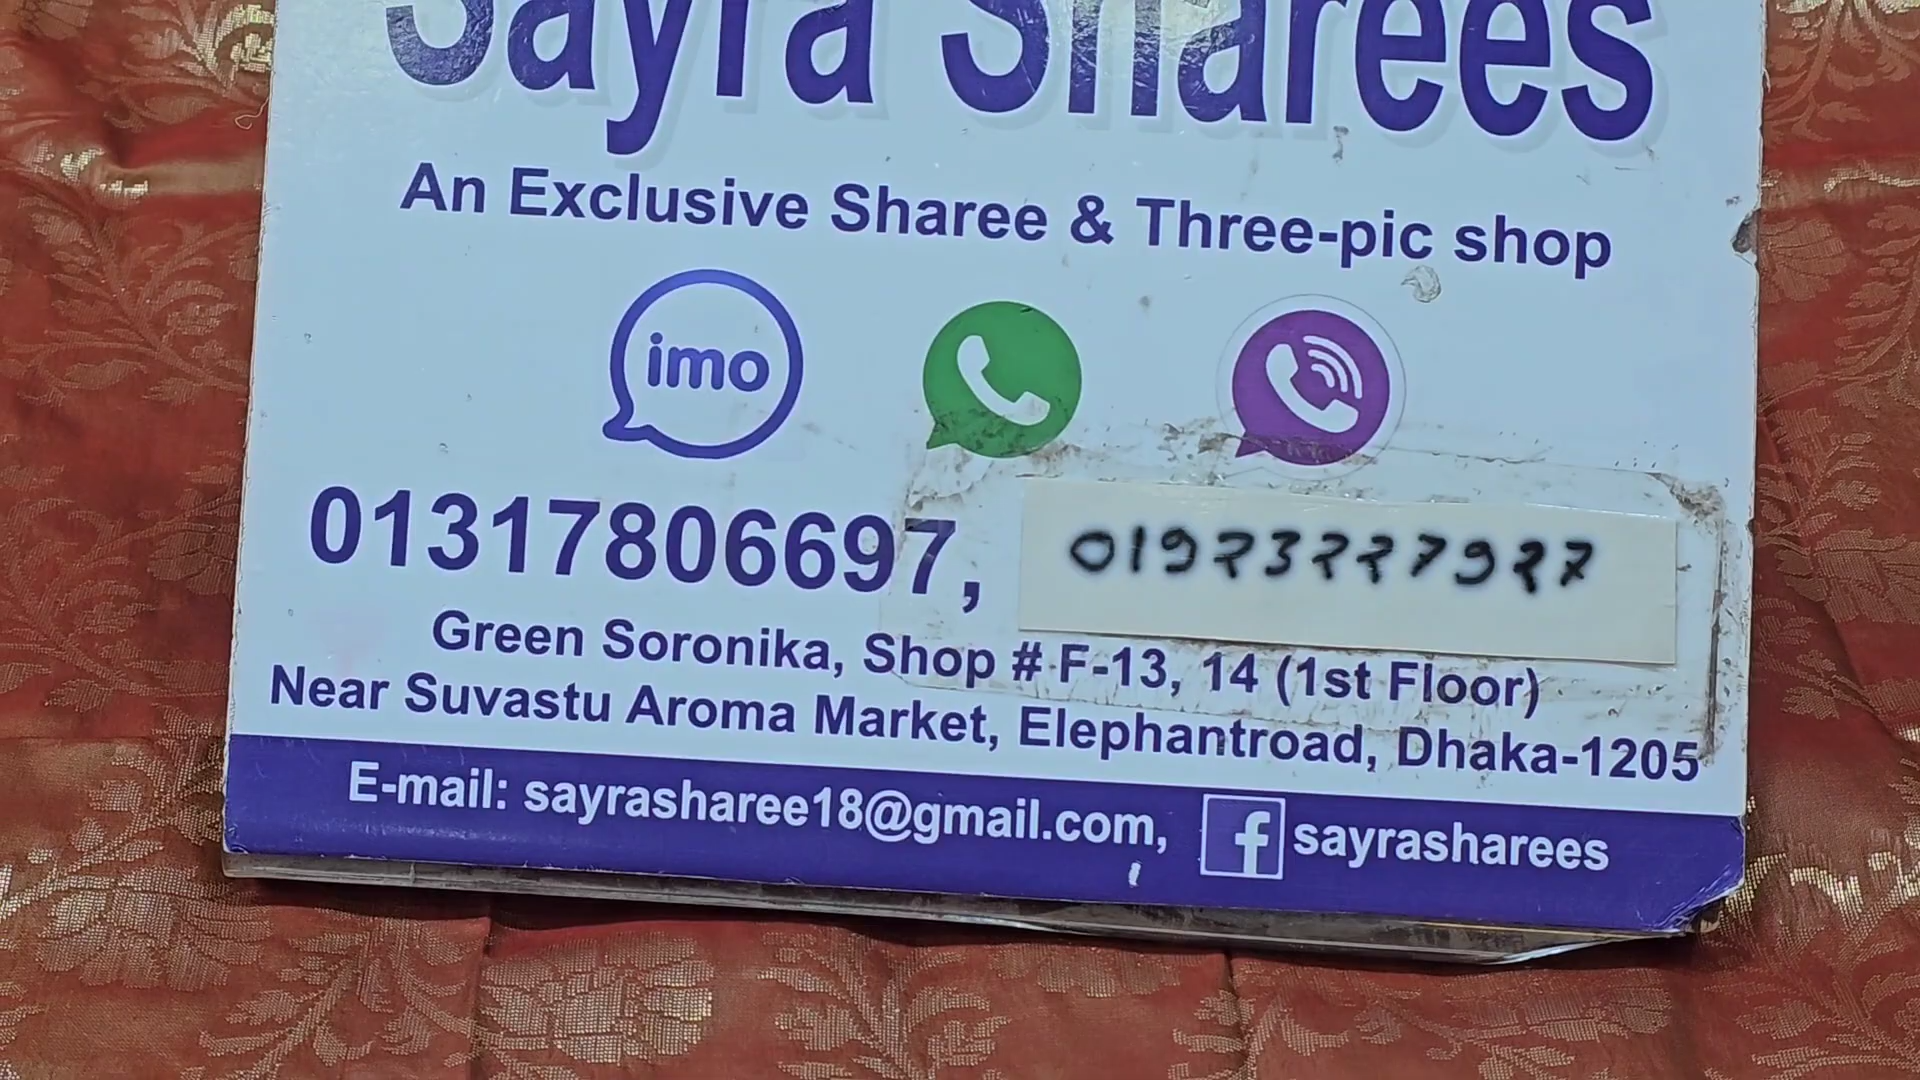 Sayra Sharees
An Exclusive Sharee & Three-pic shop
imo
01317806697, 01923227927
Green Soronika, Shop # F-13, 14 (1st Floor)
Near Suvastu Aroma Market, Elephantroad, Dhaka-1205
E-mail: sayrasharee18@gmail.com, f sayrasharees